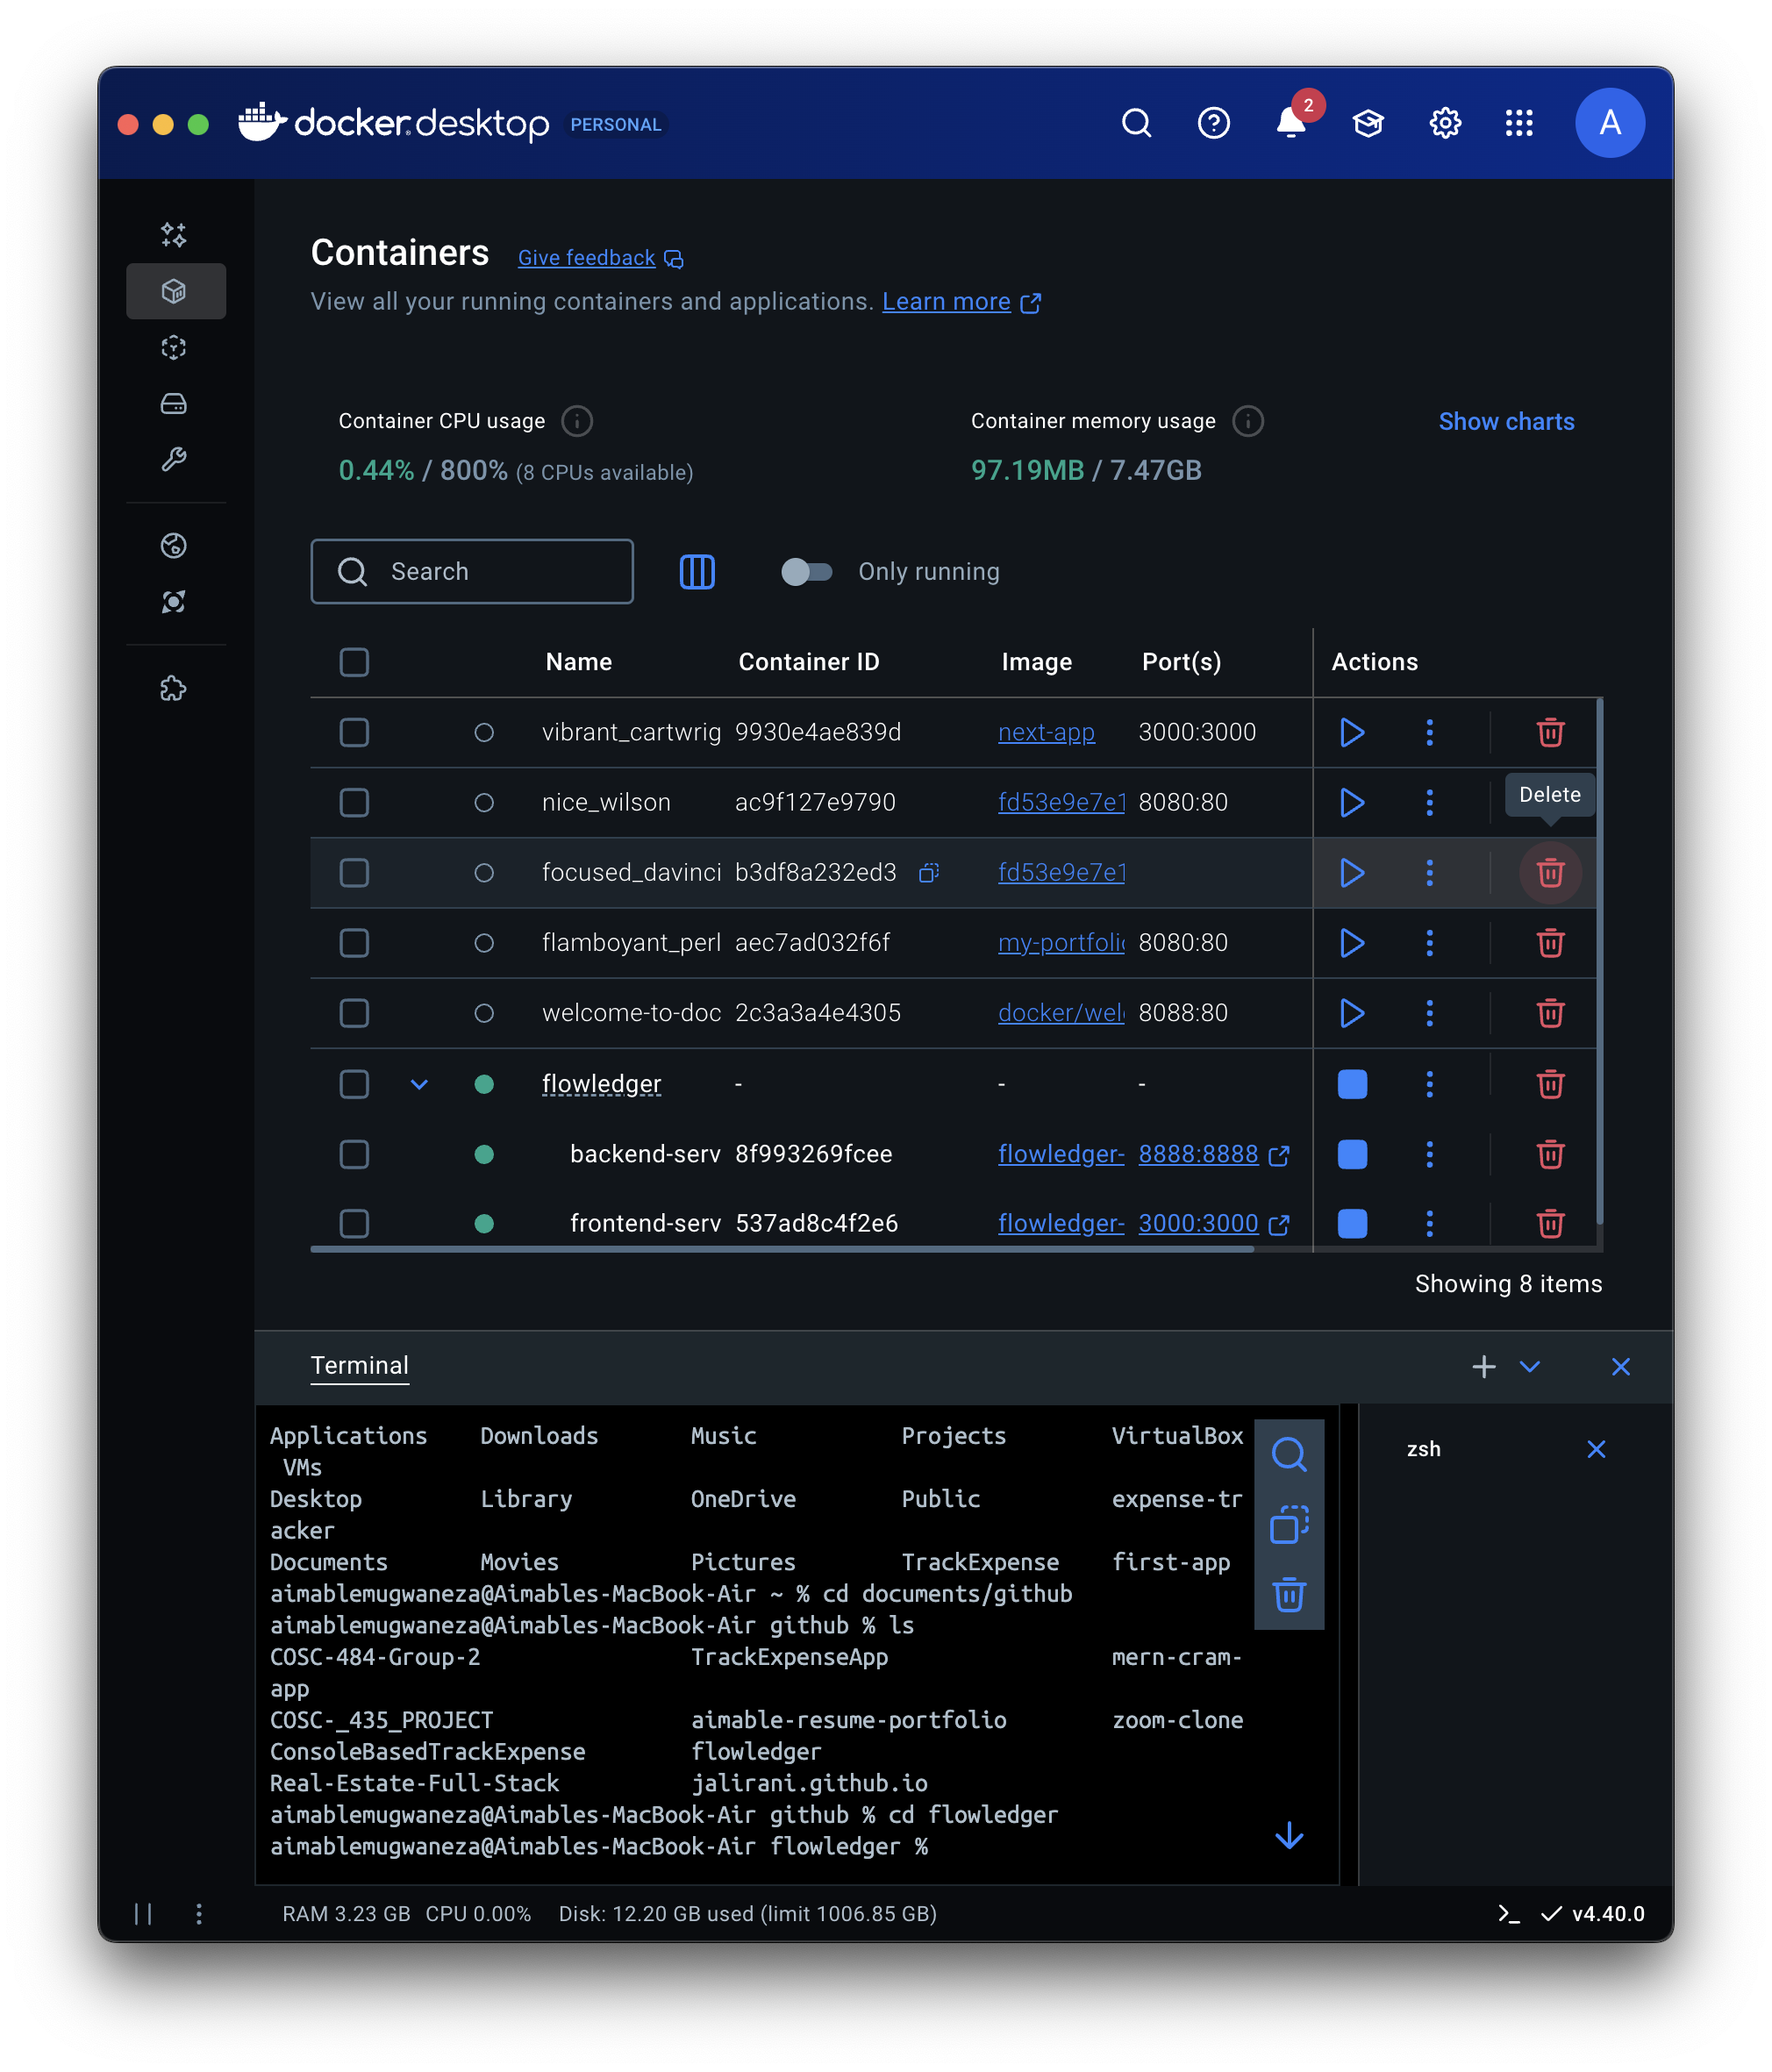 docker desktop PERSONAL
2
A
Containers Give feedback
View all your running containers and applications. Learn more
Container CPU usage
0.44% / 800% (8 CPUs available)
Container memory usage
97.19MB / 7.47GB
Show charts
Search
Only running
Name Container ID Image Port(s) Actions
vibrant_cartwrig 9930e4ae839d next-app 3000:3000
nice_wilson ac9f127e9790 fd53e9e7e1 8080:80
Delete
focused_davinci b3df8a232ed3 fd53e9e7e1
flamboyant_perl aec7ad032f6f my-portfolio 8080:80
welcome-to-doc 2c3a3a4e4305 docker/wel 8088:80
flowledger - - -
backend-serv 8f993269fcee flowledger- 8888:8888
frontend-serv 537ad8c4f2e6 flowledger- 3000:3000
Showing 8 items
Terminal
zsh
Applications Downloads Music Projects VirtualBox
VMs
Desktop Library OneDrive Public expense-tr
acker
Documents Movies Pictures TrackExpense first-app
aimablemugwaneza@Aimables-MacBook-Air ~ % cd documents/github
aimablemugwaneza@Aimables-MacBook-Air github % ls
COSC-484-Group-2 TrackExpenseApp mern-cram-
app
COSC-_435_PROJECT aimable-resume-portfolio zoom-clone
ConsoleBasedTrackExpense flowledger
Real-Estate-Full-Stack jalirani.github.io
aimablemugwaneza@Aimables-MacBook-Air github % cd flowledger
aimablemugwaneza@Aimables-MacBook-Air flowledger %
RAM 3.23 GB CPU 0.00% Disk: 12.20 GB used (limit 1006.85 GB)
v4.40.0